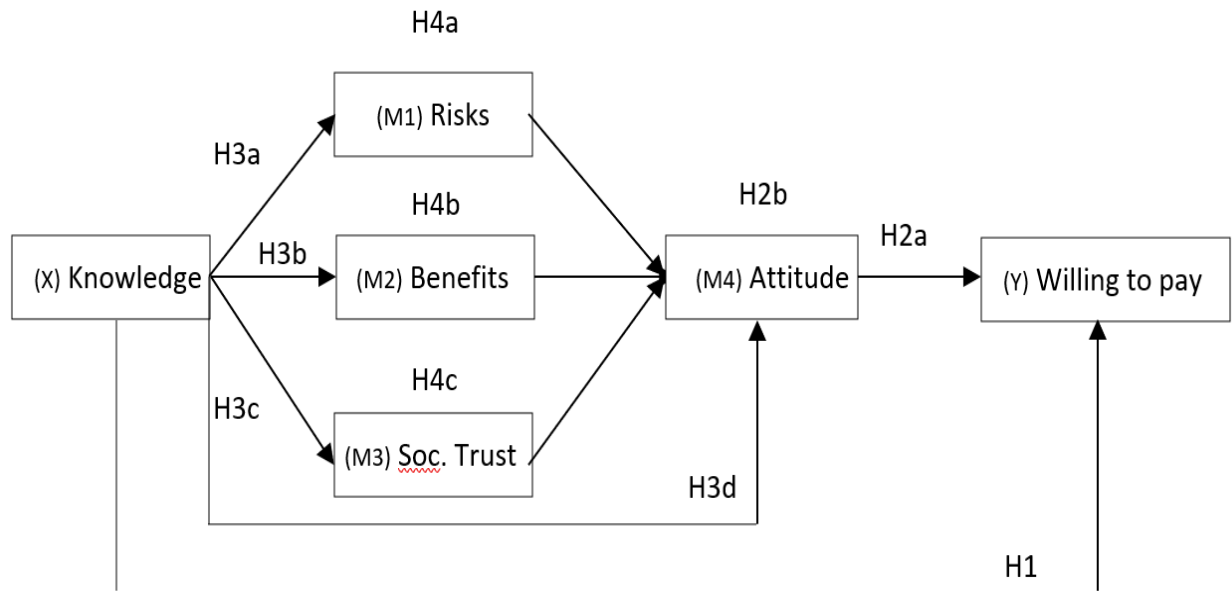 H4a
(M1) Risks
H3a
H4b
H2b
H2a
H3b
(X) Knowledge
(M2) Benefits
(M4) Attitude
(Y) Willing to pay
H4c
H3c
(M3) Soc. Trust
H3d
H1